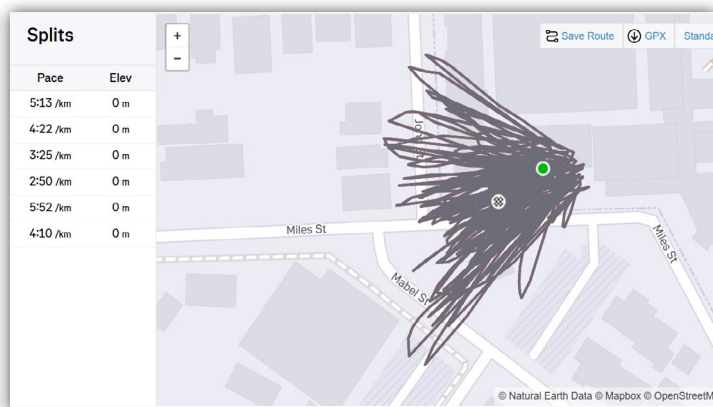 Splits
Pace Elev
5:13 /km 0 m
4:22 /km 0 m
3:25 /km 0 m
2:50 /km 0 m
5:52 /km 0 m
4:10 /km 0 m
+
−
Save Route GPX Standa
Miles St
Mabel St
Miles St
© Natural Earth Data © Mapbox © OpenStreetM